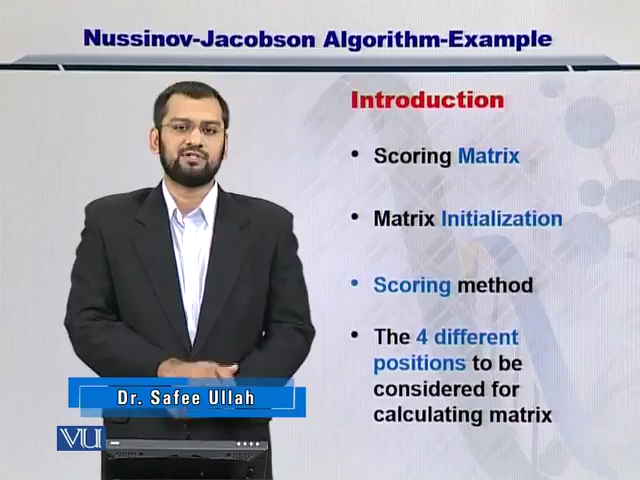 Nussinov-Jacobson Algorithm-Example
Introduction
• Scoring Matrix
• Matrix Initialization
• Scoring method
• The 4 different
positions to be
considered for
calculating matrix
Dr. Safee Ullah
VU